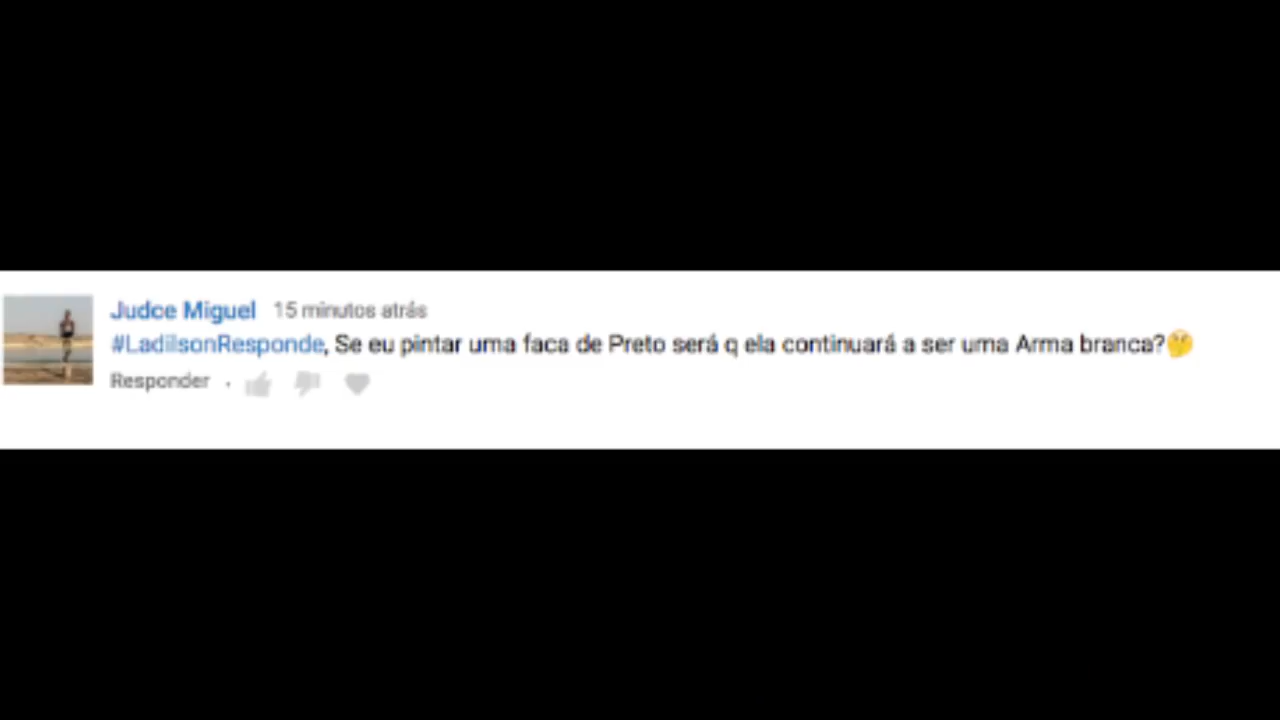 Judce Miguel 15 minutos atrás
#LadilsonResponde, Se eu pintar uma faca de Preto será q ela continuará a ser uma Arma branca?🤔
Responder ·